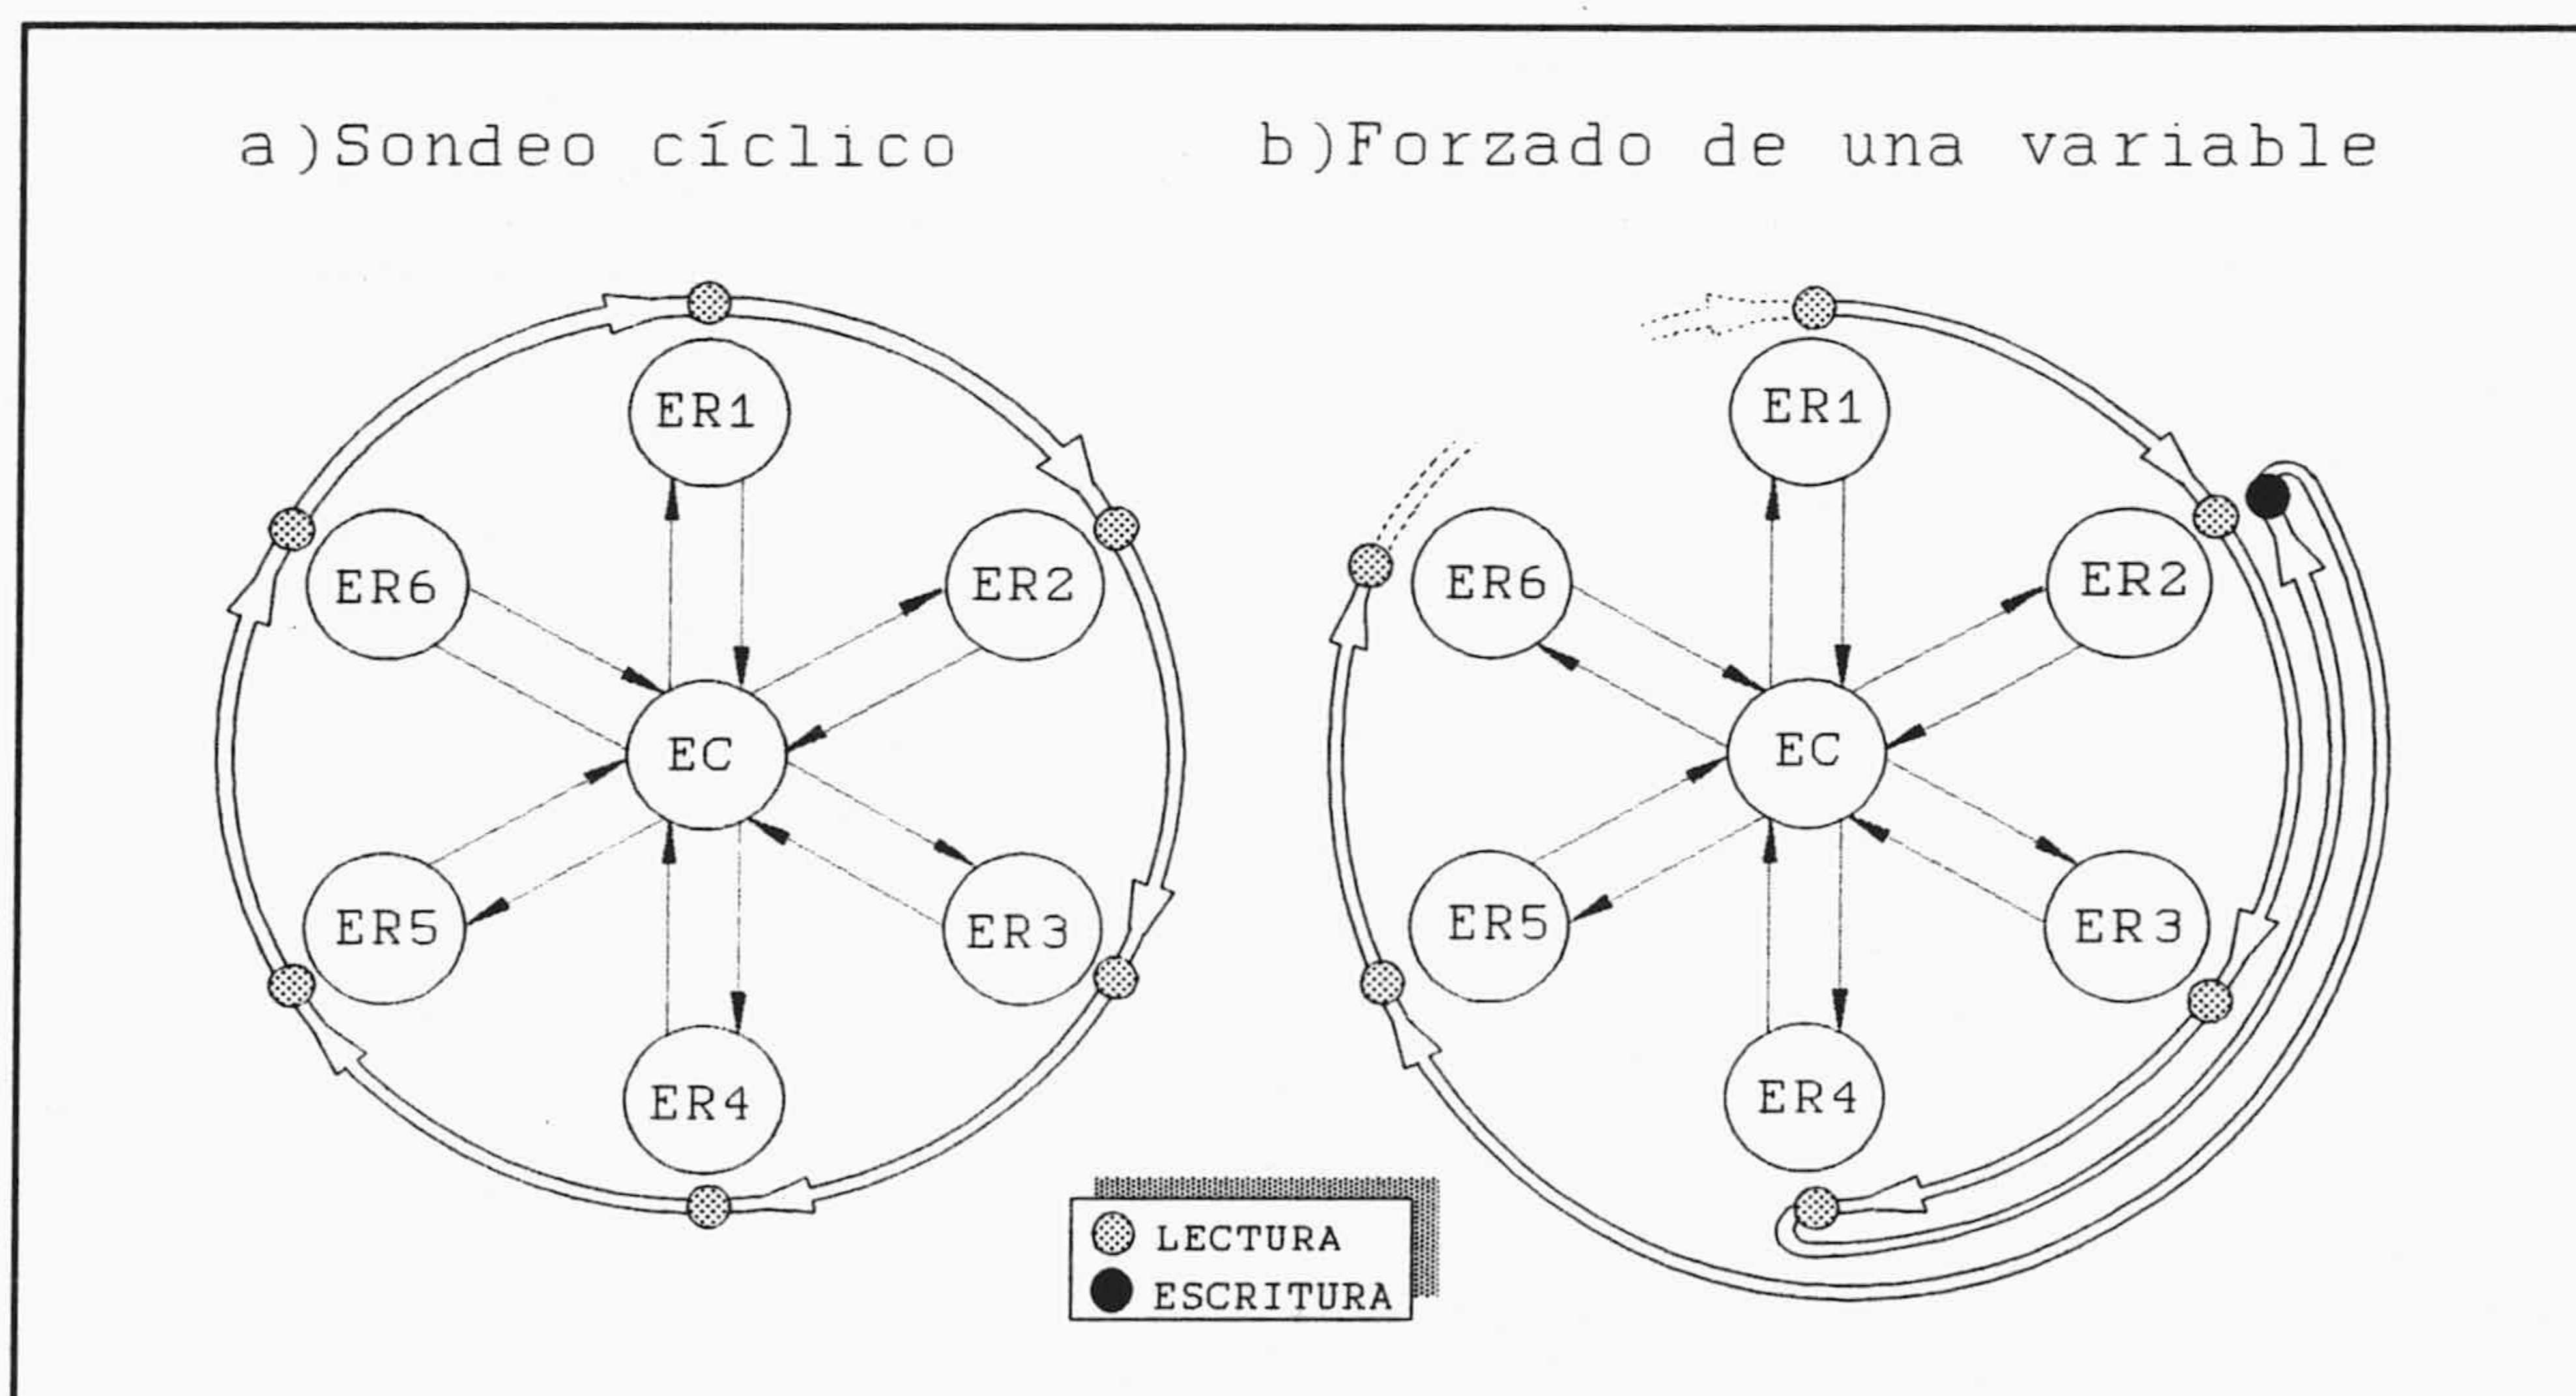 a)Sondeo cíclico
b)Forzado de una variable
ER1
ER2
ER3
ER4
ER5
ER6
EC
ER1
ER2
ER3
ER4
ER5
ER6
EC
LECTURA
ESCRITURA